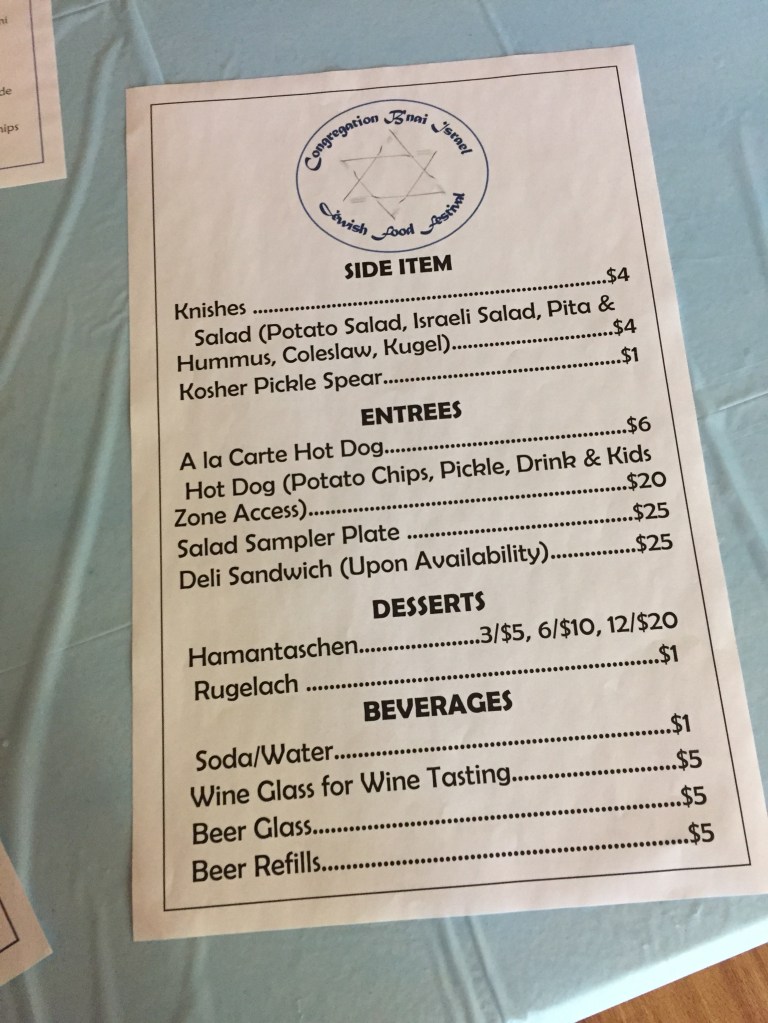 ni
de
hips
Congregation B'nai Israel
Jewish Food Festival
SIDE ITEM
Knishes ........................................................$4
Salad (Potato Salad, Israeli Salad, Pita &
Hummus, Coleslaw, Kugel)........................$4
Kosher Pickle Spear....................................$1
ENTREES
A la Carte Hot Dog.....................................$6
Hot Dog (Potato Chips, Pickle, Drink & Kids
Zone Access)................................................$20
Salad Sampler Plate ..................................$25
Deli Sandwich (Upon Availability).............$25
DESSERTS
Hamantaschen...................3/$5, 6/$10, 12/$20
Rugelach ......................................................$1
BEVERAGES
Soda/Water...................................................$1
Wine Glass for Wine Tasting.........................$5
Beer Glass......................................................$5
Beer Refills.....................................................$5